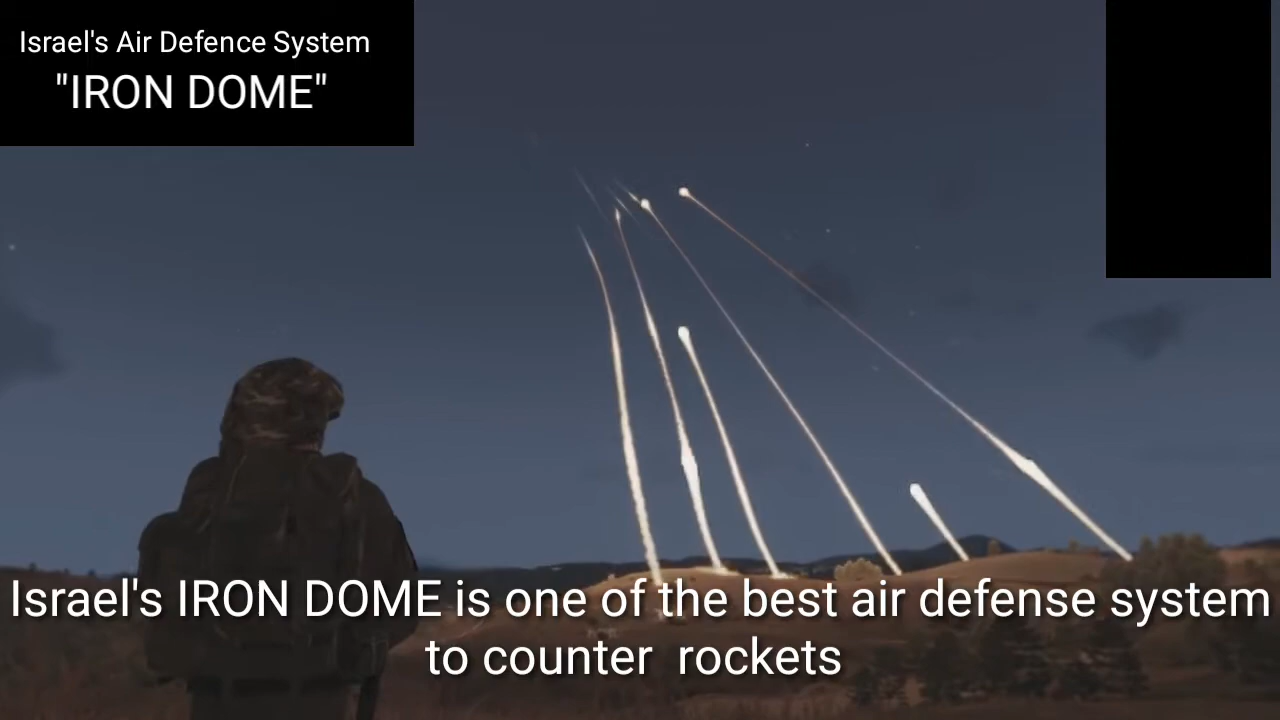 Israel's Air Defence System
"IRON DOME"
Israel's IRON DOME is one of the best air defense system
to counter rockets